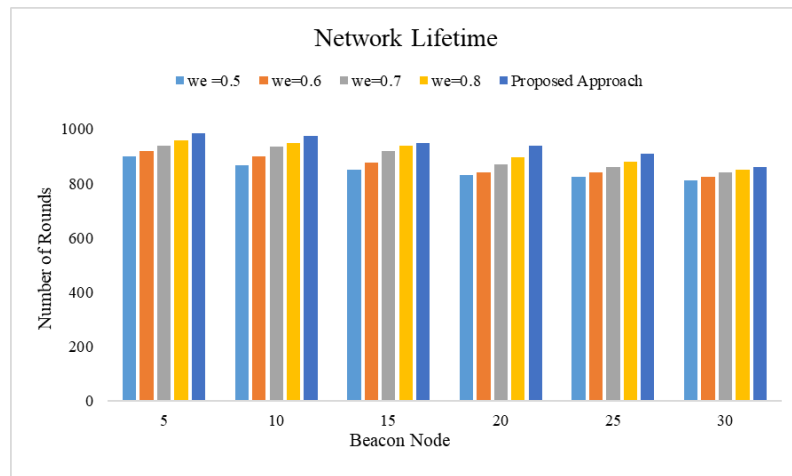 Network Lifetime
we =0.5 we=0.6 we=0.7 we=0.8 Proposed Approach
Number of Rounds
1000
800
600
400
200
0
5 10 15 20 25 30
Beacon Node